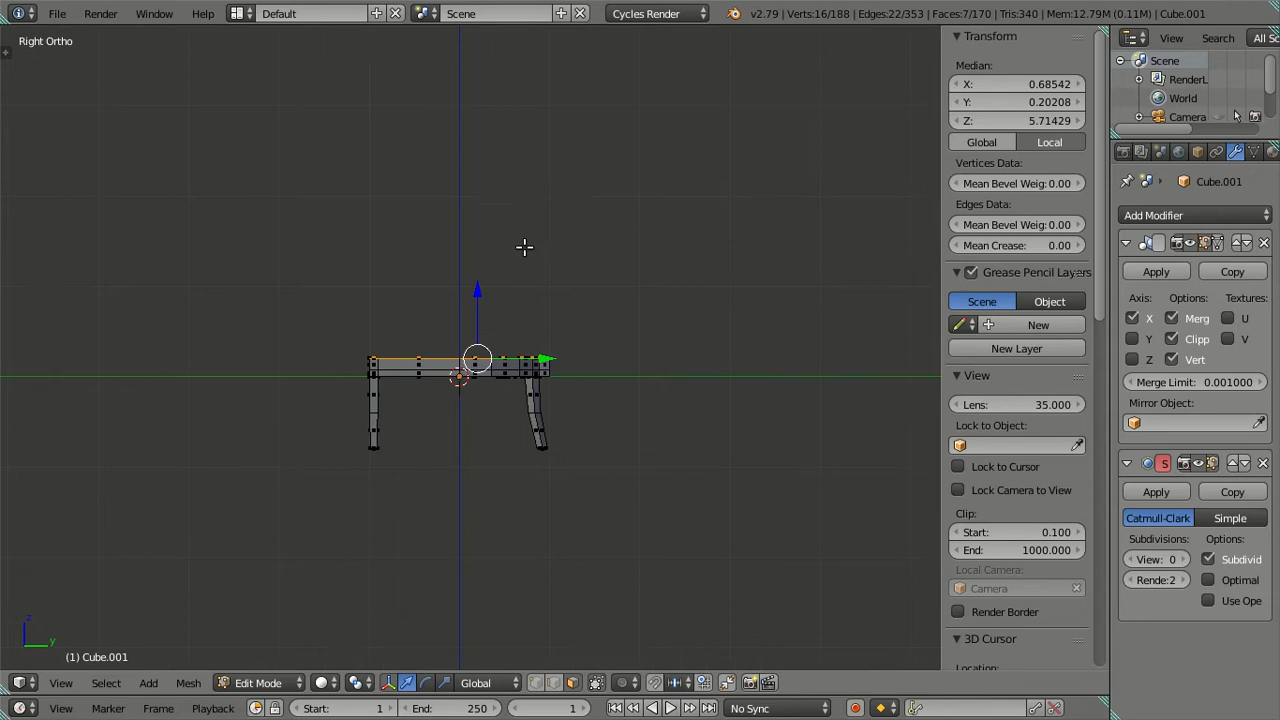 File Render Window Help Default Scene Cycles Render v2.79 | Verts:16/188 | Edges:22/353 | Faces:7/170 | Tris:340 | Mem:12.79M (0.11M) | Cube.001
Right Ortho
Transform
Median:
X: 0.68542
Y: 0.20208
Z: 5.71429
Global Local
Vertices Data:
Mean Bevel Weig: 0.00
Edges Data:
Mean Bevel Weig: 0.00
Mean Crease: 0.00
Grease Pencil Layers
Scene Object
New
New Layer
View
Lens: 35.000
Lock to Object:
Lock to Cursor
Lock Camera to View
Clip:
Start: 0.100
End: 1000.000
Local Camera:
Camera
Render Border
3D Cursor
Location:
View Search All Sc
Scene
RenderL
World
Camera
Cube.001
Add Modifier
Apply Copy
Axis: Options: Textures:
X Merg U
Y Clipp V
Z Vert
Merge Limit: 0.001000
Mirror Object:
S
Apply Copy
Catmull-Clark Simple
Subdivisions: Options:
View: 0 Subdivid
Rende: 2 Optimal
Use Ope
z
y
(1) Cube.001
View Select Add Mesh Edit Mode Global
View Marker Frame Playback Start: 1 End: 250 1 No Sync